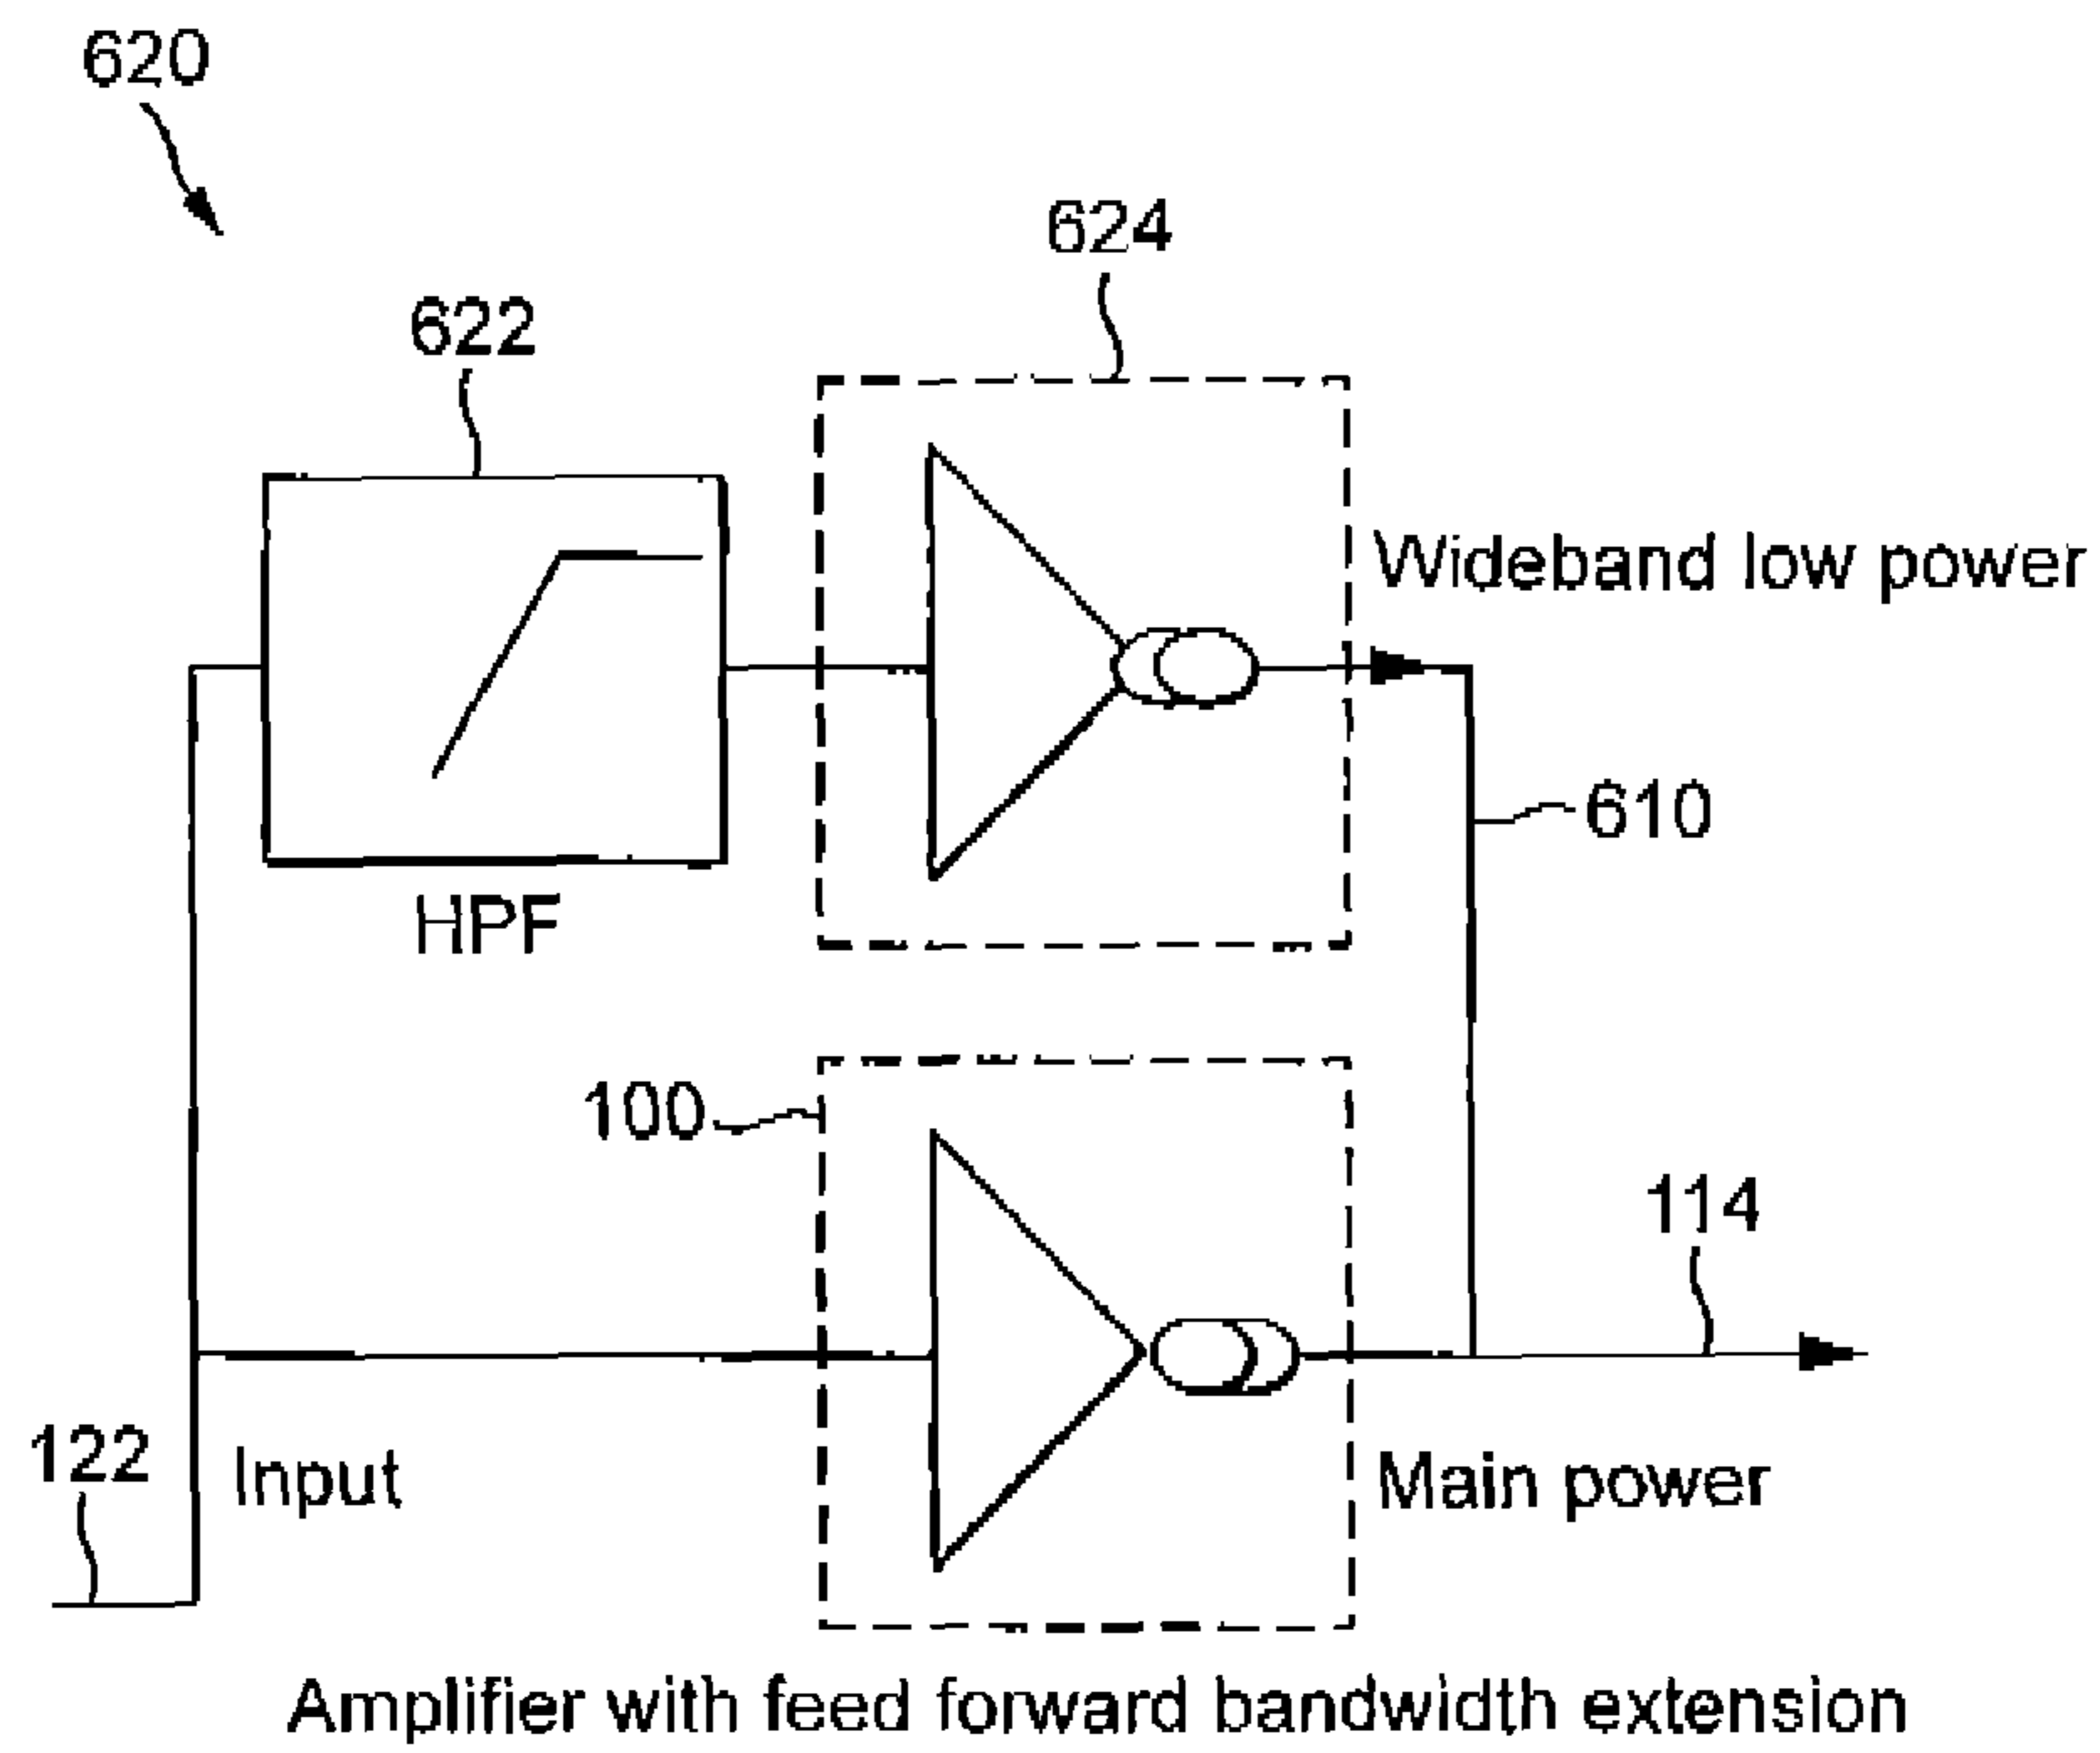 620
624
622
Wideband low power
610
HPF
100
114
122
Input
Main power
Amplifier with feed forward bandwidth extension